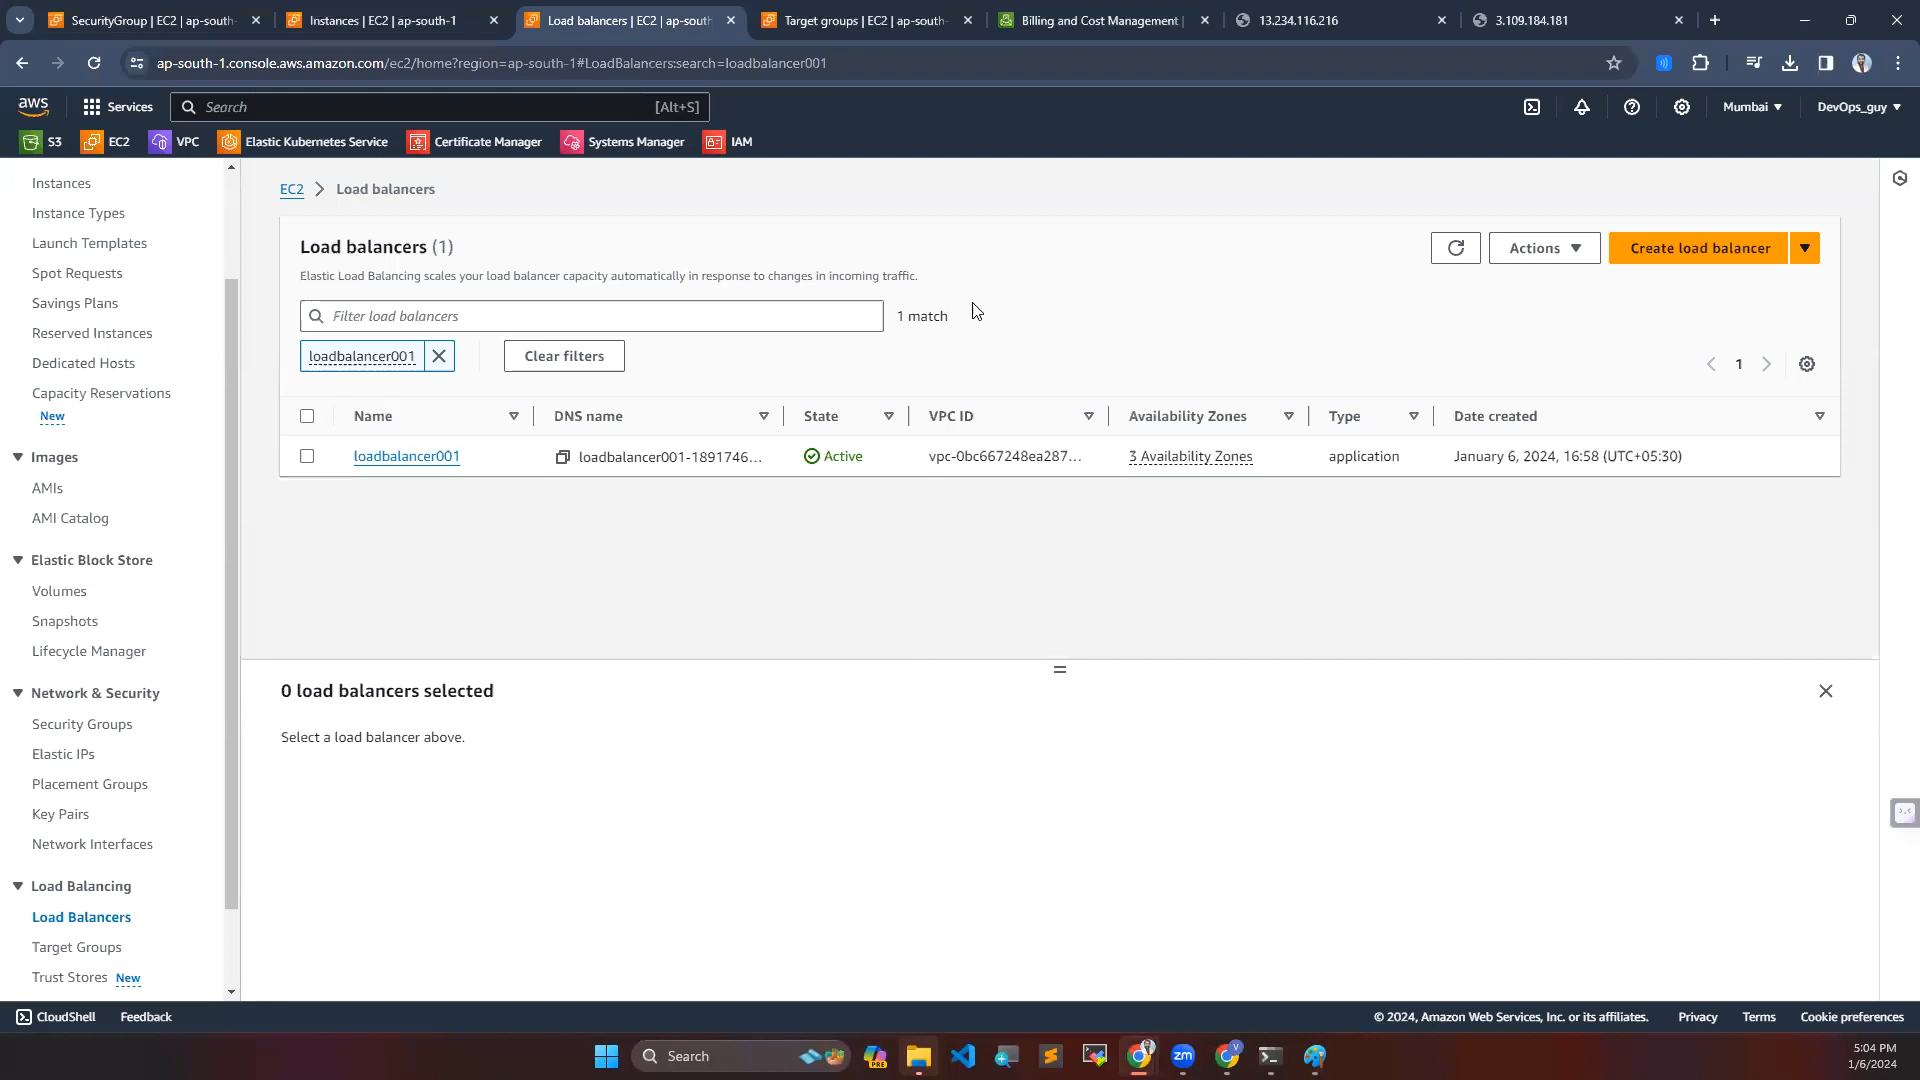 SecurityGroup | EC2 | ap-south-
Instances | EC2 | ap-south-1
Load balancers | EC2 | ap-south
Target groups | EC2 | ap-south-
Billing and Cost Management |
13.234.116.216
3.109.184.181
ap-south-1.console.aws.amazon.com/ec2/home?region=ap-south-1#LoadBalancers:search=loadbalancer001
aws
Services
Search
[Alt+S]
Mumbai
DevOps_guy
S3
EC2
VPC
Elastic Kubernetes Service
Certificate Manager
Systems Manager
IAM
Instances
Instance Types
Launch Templates
Spot Requests
Savings Plans
Reserved Instances
Dedicated Hosts
Capacity Reservations
New
Images
AMIs
AMI Catalog
Elastic Block Store
Volumes
Snapshots
Lifecycle Manager
Network & Security
Security Groups
Elastic IPs
Placement Groups
Key Pairs
Network Interfaces
Load Balancing
Load Balancers
Target Groups
Trust Stores New
EC2 > Load balancers
Load balancers (1)
Actions
Create load balancer
Elastic Load Balancing scales your load balancer capacity automatically in response to changes in incoming traffic.
Filter load balancers
1 match
loadbalancer001
Clear filters
1
Name DNS name State VPC ID Availability Zones Type Date created
loadbalancer001 loadbalancer001-1891746... Active vpc-0bc667248ea287... 3 Availability Zones application January 6, 2024, 16:58 (UTC+05:30)
0 load balancers selected
Select a load balancer above.
CloudShell
Feedback
© 2024, Amazon Web Services, Inc. or its affiliates.
Privacy
Terms
Cookie preferences
Search
PRE
zm
V
5:04 PM
1/6/2024